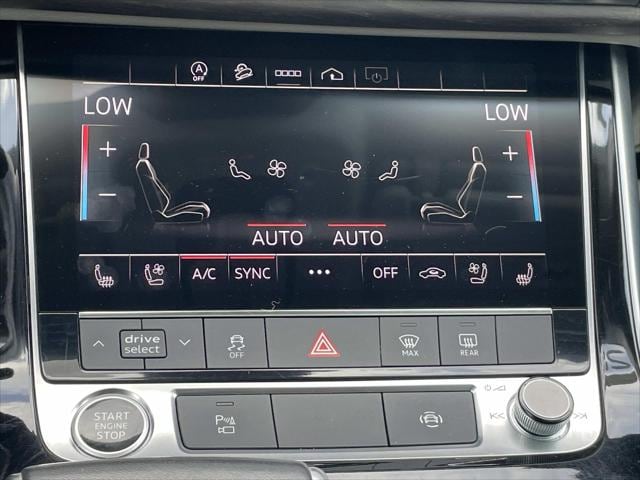 A
OFF
LOW LOW
+ +
- -
AUTO AUTO
A/C SYNC ... OFF
drive
select
OFF
MAX
REAR
START
ENGINE
STOP
P